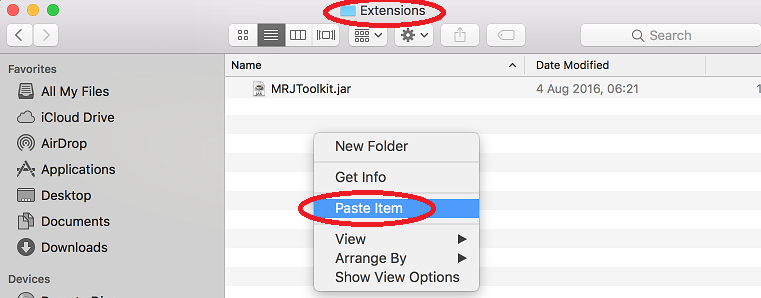 Extensions
Search
Favorites
All My Files
iCloud Drive
AirDrop
Applications
Desktop
Documents
Downloads
Devices
Name
Date Modified
MRJToolkit.jar
4 Aug 2016, 06:21
New Folder
Get Info
Paste Item
View
Arrange By
Show View Options